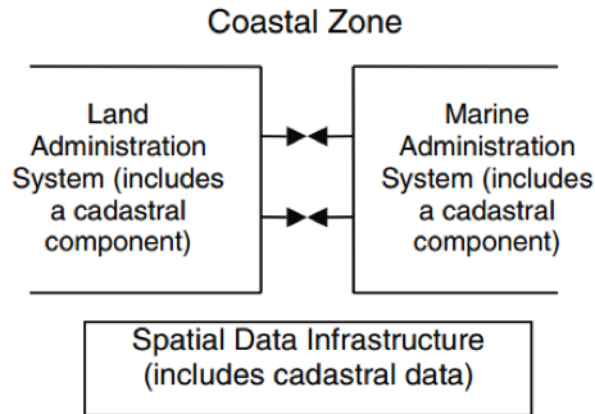 Coastal Zone
Land
Administration
System (includes
a cadastral
component)
Marine
Administration
System (includes
a cadastral
component)
Spatial Data Infrastructure
(includes cadastral data)